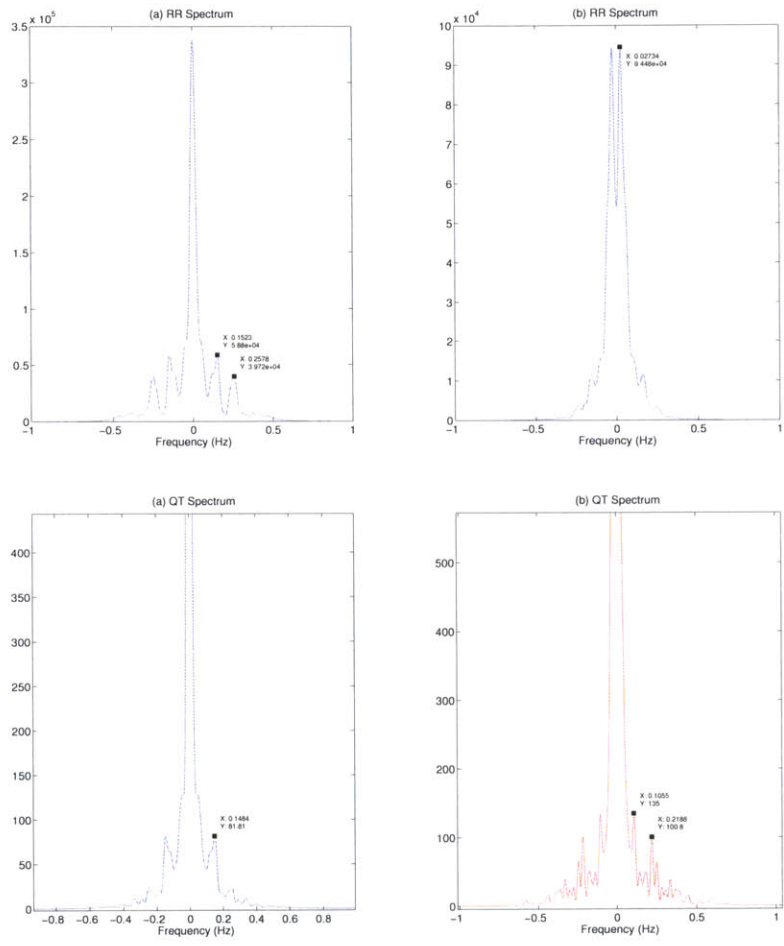 (a) RR Spectrum
x 10^5
3.5
3
2.5
2
1.5
1
0.5
0
X: 0.1523
Y: 5.88e+04
X: 0.2578
Y: 3.972e+04
-1
-0.5
0
0.5
1
Frequency (Hz)
(b) RR Spectrum
x 10^4
10
9
8
7
6
5
4
3
2
1
0
X: 0.02734
Y: 9.448e+04
-1
-0.5
0
0.5
1
Frequency (Hz)
(a) QT Spectrum
400
350
300
250
200
150
100
50
0
X: 0.1484
Y: 81.81
-0.8
-0.6
-0.4
-0.2
0
0.2
0.4
0.6
0.8
Frequency (Hz)
(b) QT Spectrum
500
400
300
200
100
0
X: 0.1055
Y: 135
X: 0.2188
Y: 100.8
-1
-0.5
0
0.5
1
Frequency (Hz)